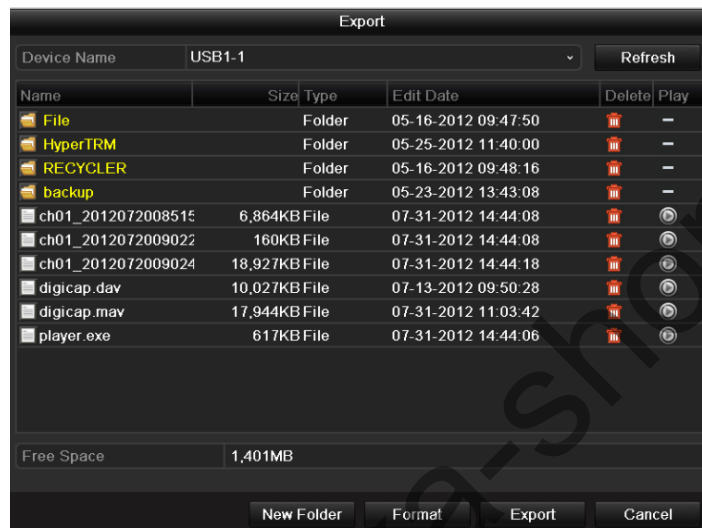 Export
Device Name USB1-1 Refresh
Name Size Type Edit Date Delete Play
File Folder 05-16-2012 09:47:50
HyperTRM Folder 05-25-2012 11:40:00
RECYCLER Folder 05-16-2012 09:48:16
backup Folder 05-23-2012 13:43:08
ch01_2012072008515 6,864KB File 07-31-2012 14:44:08
ch01_2012072009022 160KB File 07-31-2012 14:44:08
ch01_2012072009024 18,927KB File 07-31-2012 14:44:18
digicap.dav 10,027KB File 07-13-2012 09:50:28
digicap.mav 17,944KB File 07-31-2012 11:03:42
player.exe 617KB File 07-31-2012 14:44:06
Free Space 1,401MB
New Folder Format Export Cancel